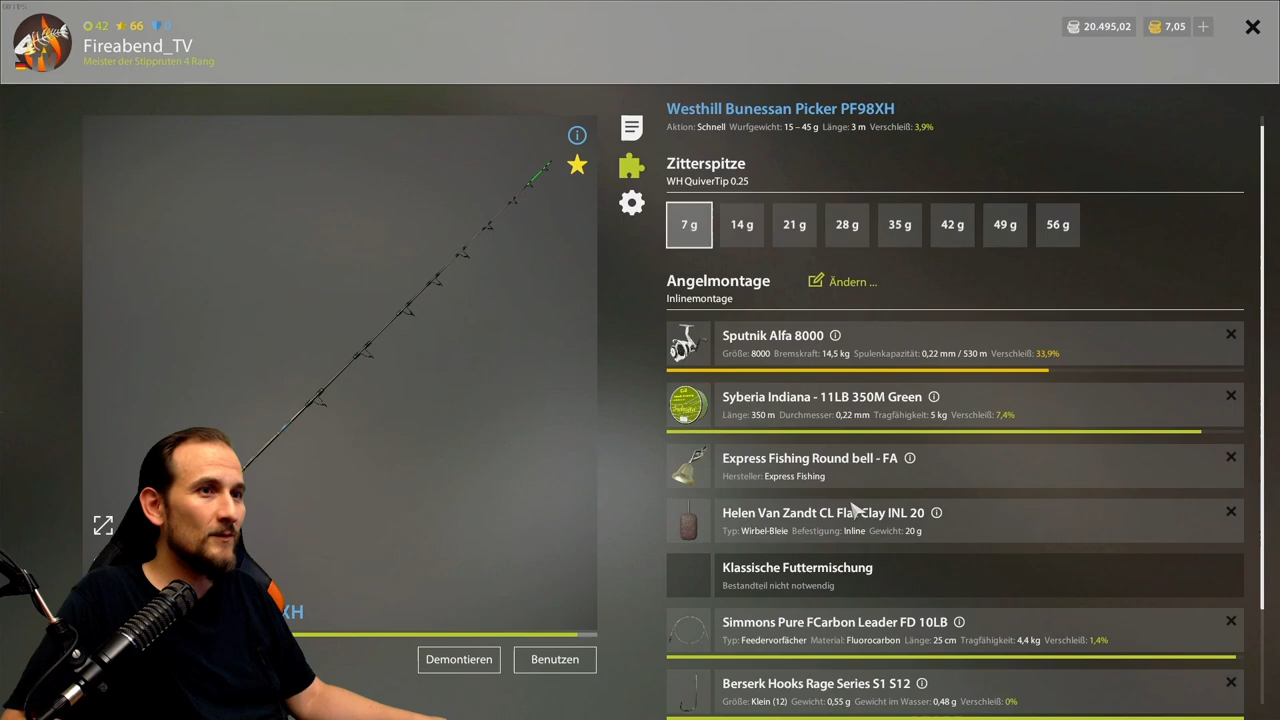 42 66 0
Fireabend_TV
Meister der Stippruten 4 Rang
20.495,02 7,05
Westhill Bunessan Picker PF98XH
Aktion: Schnell Wurfgewicht: 15 – 45 g Länge: 3 m Verschleiß: 3,9%
Zitterspitze
WH QuiverTip 0.25
7 g 14 g 21 g 28 g 35 g 42 g 49 g 56 g
Angelmontage Ändern ...
Inlinemontage
Sputnik Alfa 8000
Größe: 8000 Bremskraft: 14,5 kg Spulenkapazität: 0,22 mm / 530 m Verschleiß: 33,9%
Syberia Indiana - 11LB 350M Green
Länge: 350 m Durchmesser: 0,22 mm Tragfähigkeit: 5 kg Verschleiß: 7,4%
Express Fishing Round bell - FA
Hersteller: Express Fishing
Helen Van Zandt CL Flat Clay INL 20
Typ: Wirbel-Bleie Befestigung: Inline Gewicht: 20 g
Klassische Futtermischung
Bestandteil nicht notwendig
Simmons Pure FCarbon Leader FD 10LB
Typ: Feedervorfächer Material: Fluorocarbon Länge: 25 cm Tragfähigkeit: 4,4 kg Verschleiß: 1,4%
Berserk Hooks Rage Series S1 S12
Größe: Klein (12) Gewicht: 0,55 g Gewicht im Wasser: 0,48 g Verschleiß: 0%
XH
Demontieren Benutzen